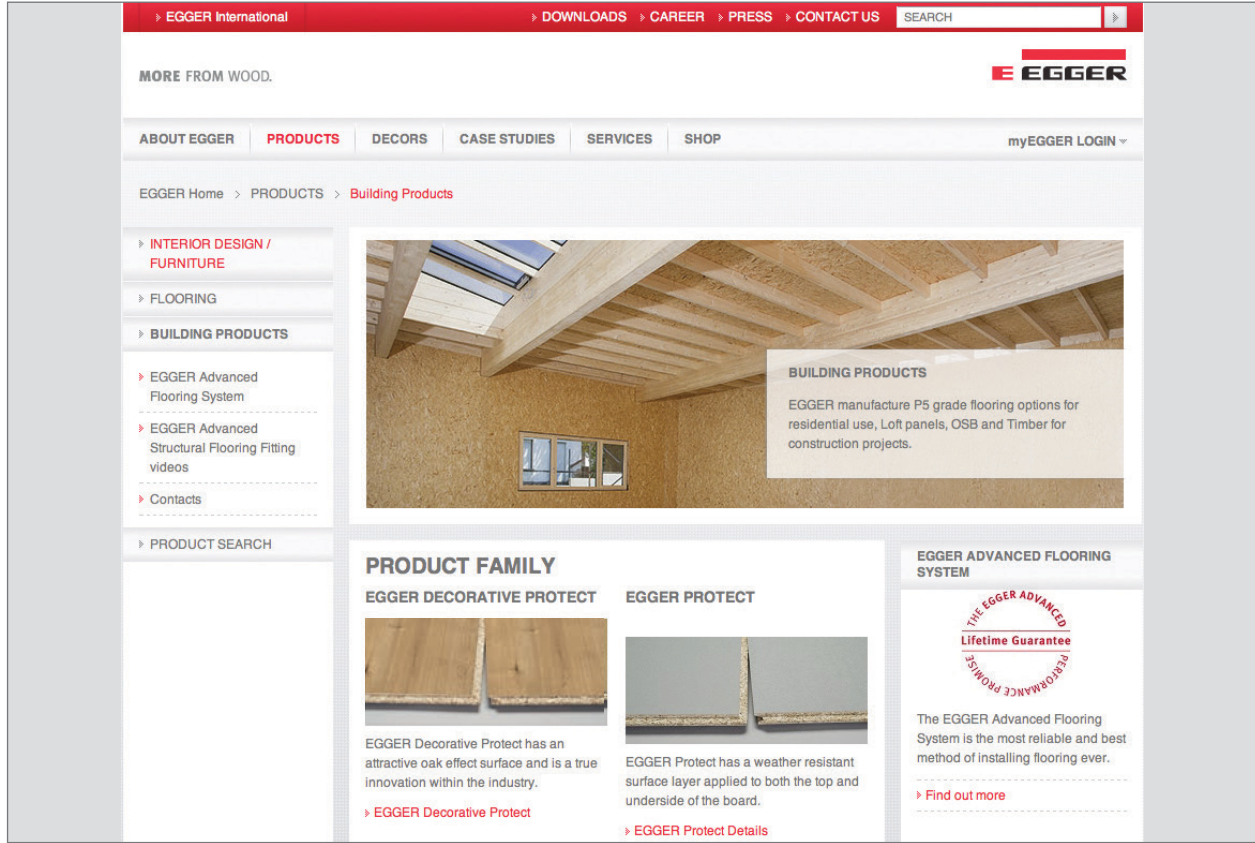 EGGER International
DOWNLOADS CAREER PRESS CONTACT US SEARCH
MORE FROM WOOD.
E EGGER
ABOUT EGGER PRODUCTS DECORS CASE STUDIES SERVICES SHOP myEGGER LOGIN
EGGER Home > PRODUCTS > Building Products
INTERIOR DESIGN /
FURNITURE
FLOORING
BUILDING PRODUCTS
EGGER Advanced
Flooring System
EGGER Advanced
Structural Flooring Fitting
videos
Contacts
PRODUCT SEARCH
BUILDING PRODUCTS
EGGER manufacture P5 grade flooring options for
residential use, Loft panels, OSB and Timber for
construction projects.
PRODUCT FAMILY
EGGER DECORATIVE PROTECT
EGGER Decorative Protect has an
attractive oak effect surface and is a true
innovation within the industry.
EGGER Decorative Protect
EGGER PROTECT
EGGER Protect has a weather resistant
surface layer applied to both the top and
underside of the board.
EGGER Protect Details
EGGER ADVANCED FLOORING
SYSTEM
THE EGGER ADVANCED
Lifetime Guarantee
PERFORMANCE PROMISE
The EGGER Advanced Flooring
System is the most reliable and best
method of installing flooring ever.
Find out more